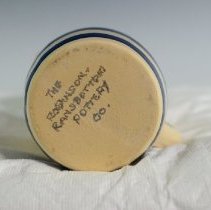 THE
ROBINSON-
RANSBOTTOM
POTTERY
CO.